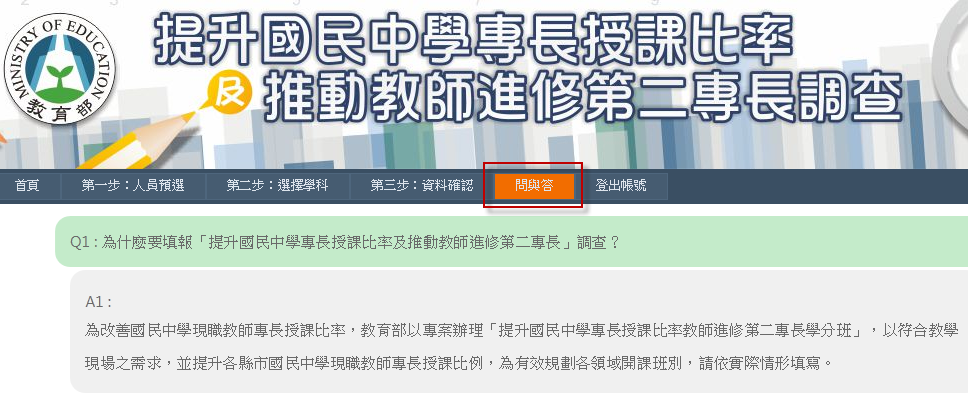 MINISTRY OF EDUCATION
教育部
提升國民中學專長授課比率
及推動教師進修第二專長調查
首頁 第一步：人員預選 第二步：選擇學科 第三步：資料確認 問與答 登出帳號
Q1 : 為什麼要填報「提升國民中學專長授課比率及推動教師進修第二專長」調查？
A1 :
為改善國民中學現職教師專長授課比率，教育部以專案辦理「提升國民中學專長授課比率教師進修第二專長學分班」，以符合教學
現場之需求，並提升各縣市國民中學現職教師專長授課比例，為有效規劃各領域開課班別，請依實際情形填寫。